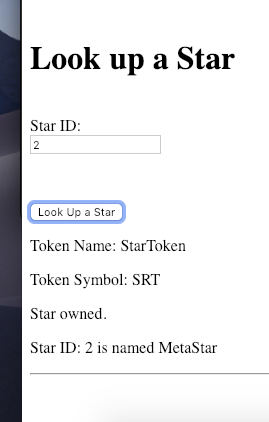 Look up a Star
Star ID:
2
Look Up a Star
Token Name: StarToken
Token Symbol: SRT
Star owned.
Star ID: 2 is named MetaStar